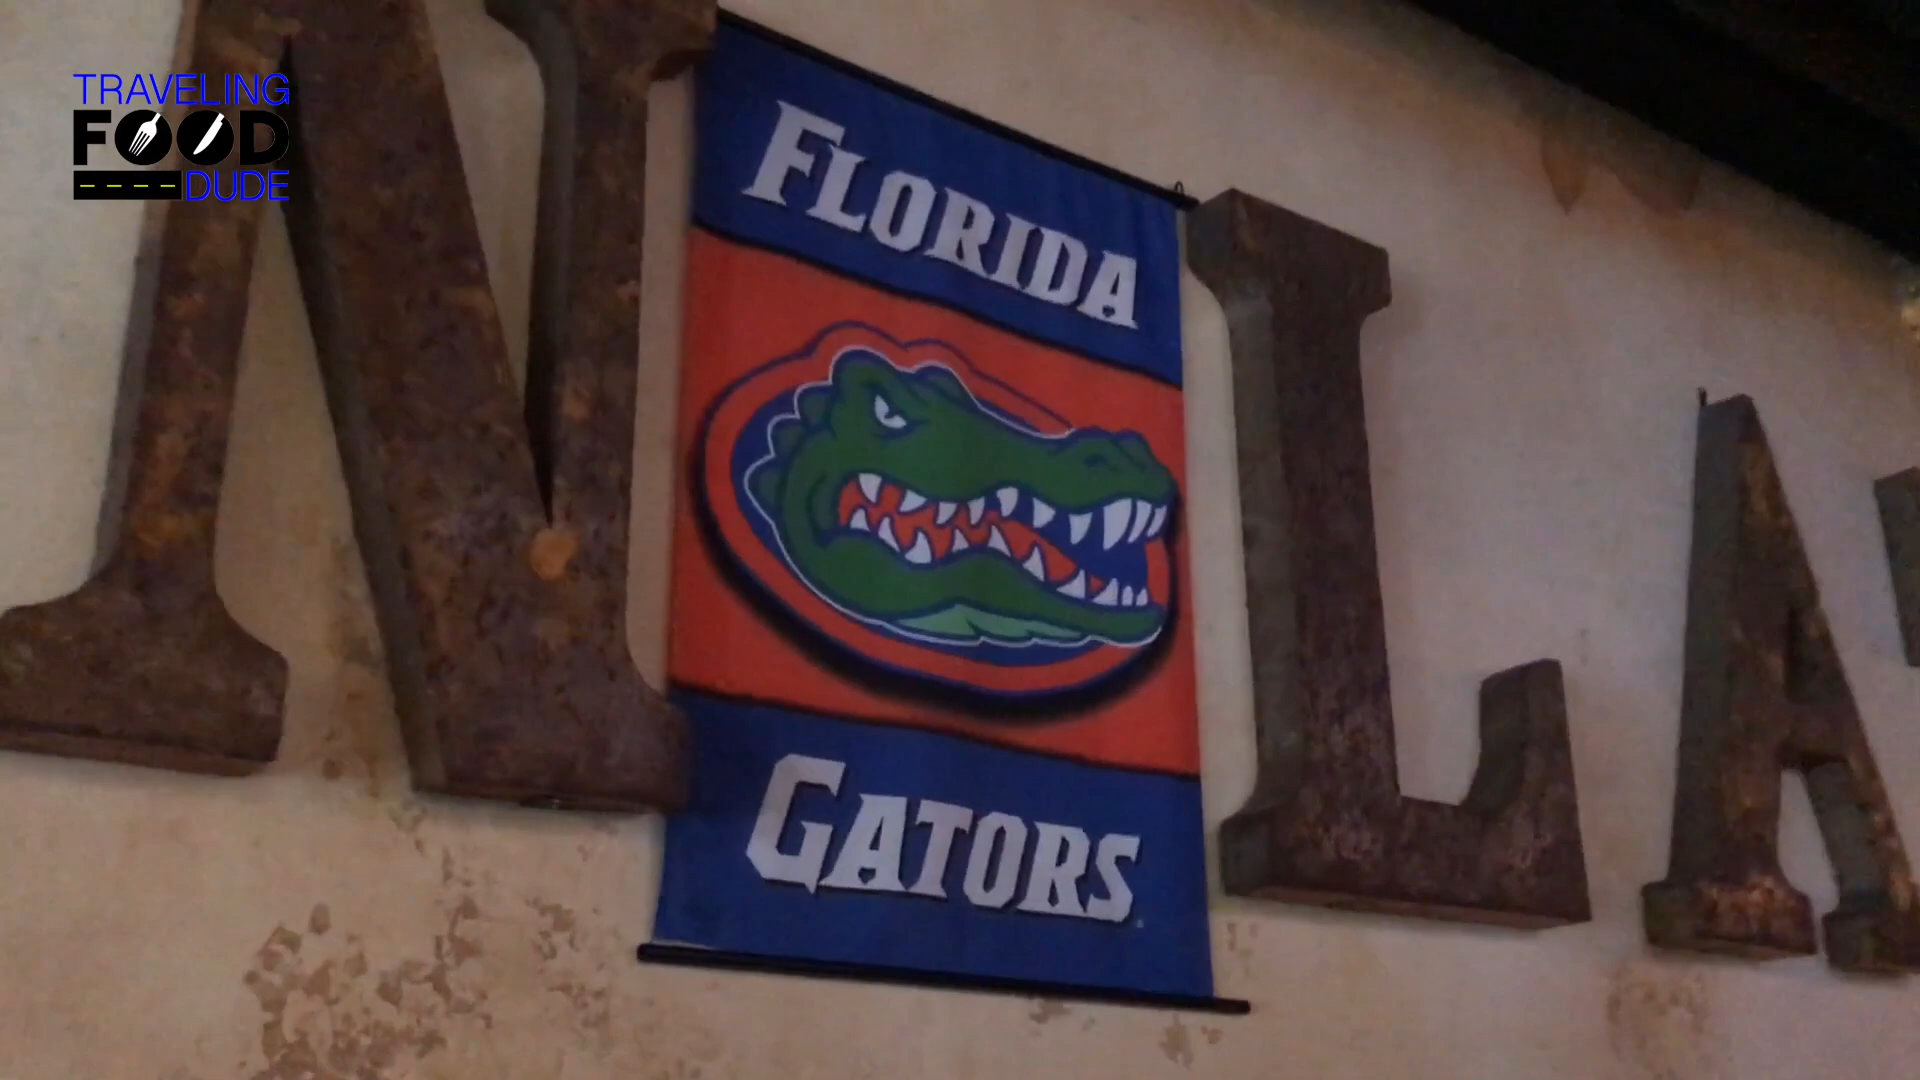 TRAVELING
FOOD
DUDE
FLORIDA
GATORS
N L A